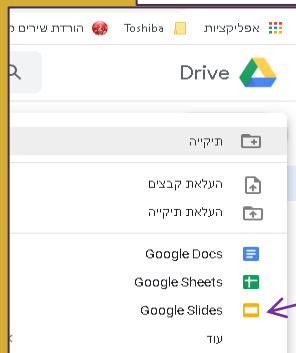 אפליקציות Toshiba הורדת שירים מ
Drive
תיקייה
העלאת קבצים
העלאת תיקייה
Google Docs
Google Sheets
Google Slides
עוד